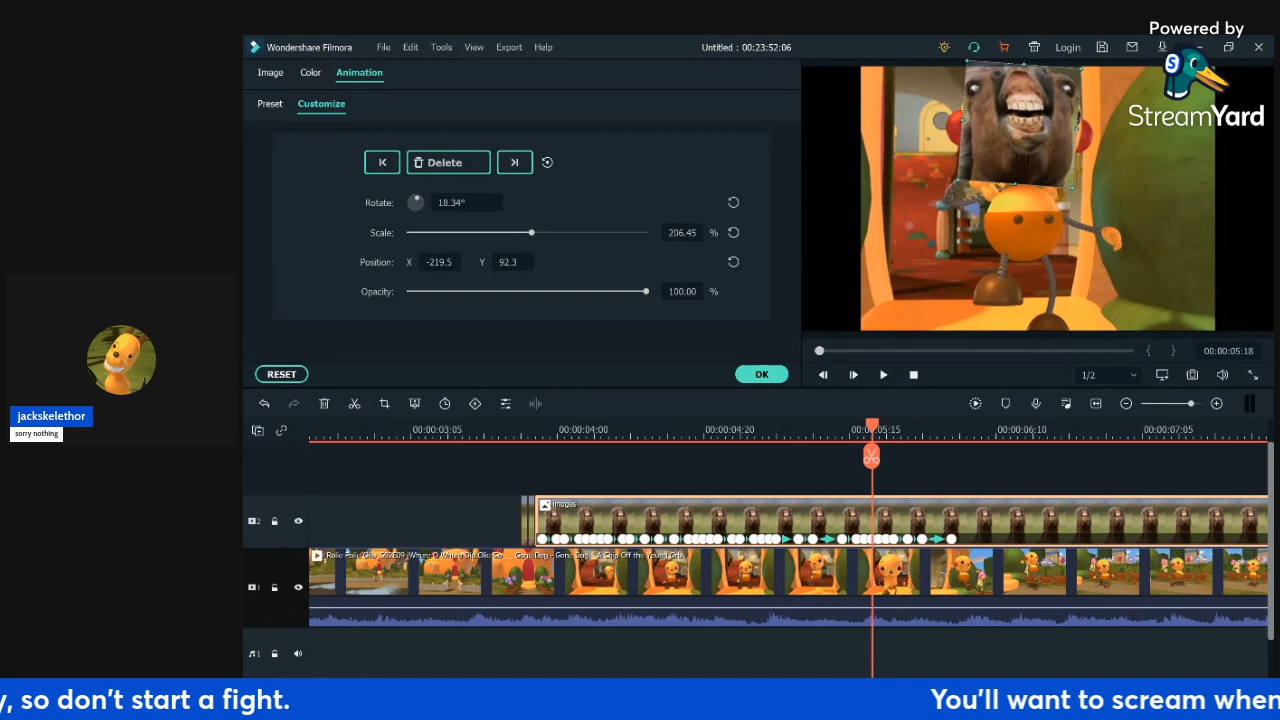 Powered by
StreamYard
Wondershare Filmora
File Edit Tools View Export Help
Untitled : 00:23:52:06
Login
Image Color Animation
Preset Customize
Delete
Rotate: 18.34°
Scale: 206.45 %
Position: X -219.5 Y 92.3
Opacity: 100.00 %
RESET
OK
{ } 00:00:05:18
1/2
jackskelethor
sorry nothing
00:00:03:05 00:00:04:00 00:00:04:20 00:00:05:15 00:00:06:10 00:00:07:05
2
images
1
1
y, so don't start a fight.
You'll want to scream when